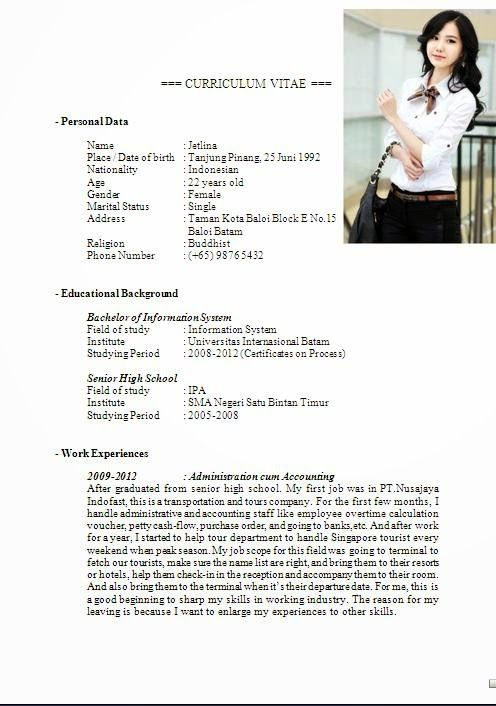 === CURRICULUM VITAE ===
- Personal Data
Name : Jetlina
Place / Date of birth : Tanjung Pinang, 25 Juni 1992
Nationality : Indonesian
Age : 22 years old
Gender : Female
Marital Status : Single
Address : Taman Kota Baloi Block E No.15
Baloi Batam
Religion : Buddhist
Phone Number : (+65) 98765432
- Educational Background
Bachelor of Information System
Field of study : Information System
Institute : Universitas Internasional Batam
Studying Period : 2008-2012 (Certificates on Process)
Senior High School
Field of study : IPA
Institute : SMA Negeri Satu Bintan Timur
Studying Period : 2005-2008
- Work Experiences
2009-2012 : Administration cum Accounting
After graduated from senior high school. My first job was in PT.Nusajaya
Indofast, this is a transportation and tours company. For the first few months, I
handle administrative and accounting staff like employee overtime calculation
voucher, petty cash-flow, purchase order, and going to banks, etc. And after work
for a year, I started to help tour department to handle Singapore tourist every
weekend when peak season. My job scope for this field was going to terminal to
fetch our tourists, make sure the name list are right, and bring them to their resorts
or hotels, help them check-in in the reception and accompany them to their room.
And also bring them to the terminal when it's their departure date. For me, this is
a good beginning to sharp my skills in working industry. The reason for my
leaving is because I want to enlarge my experiences to other skills.